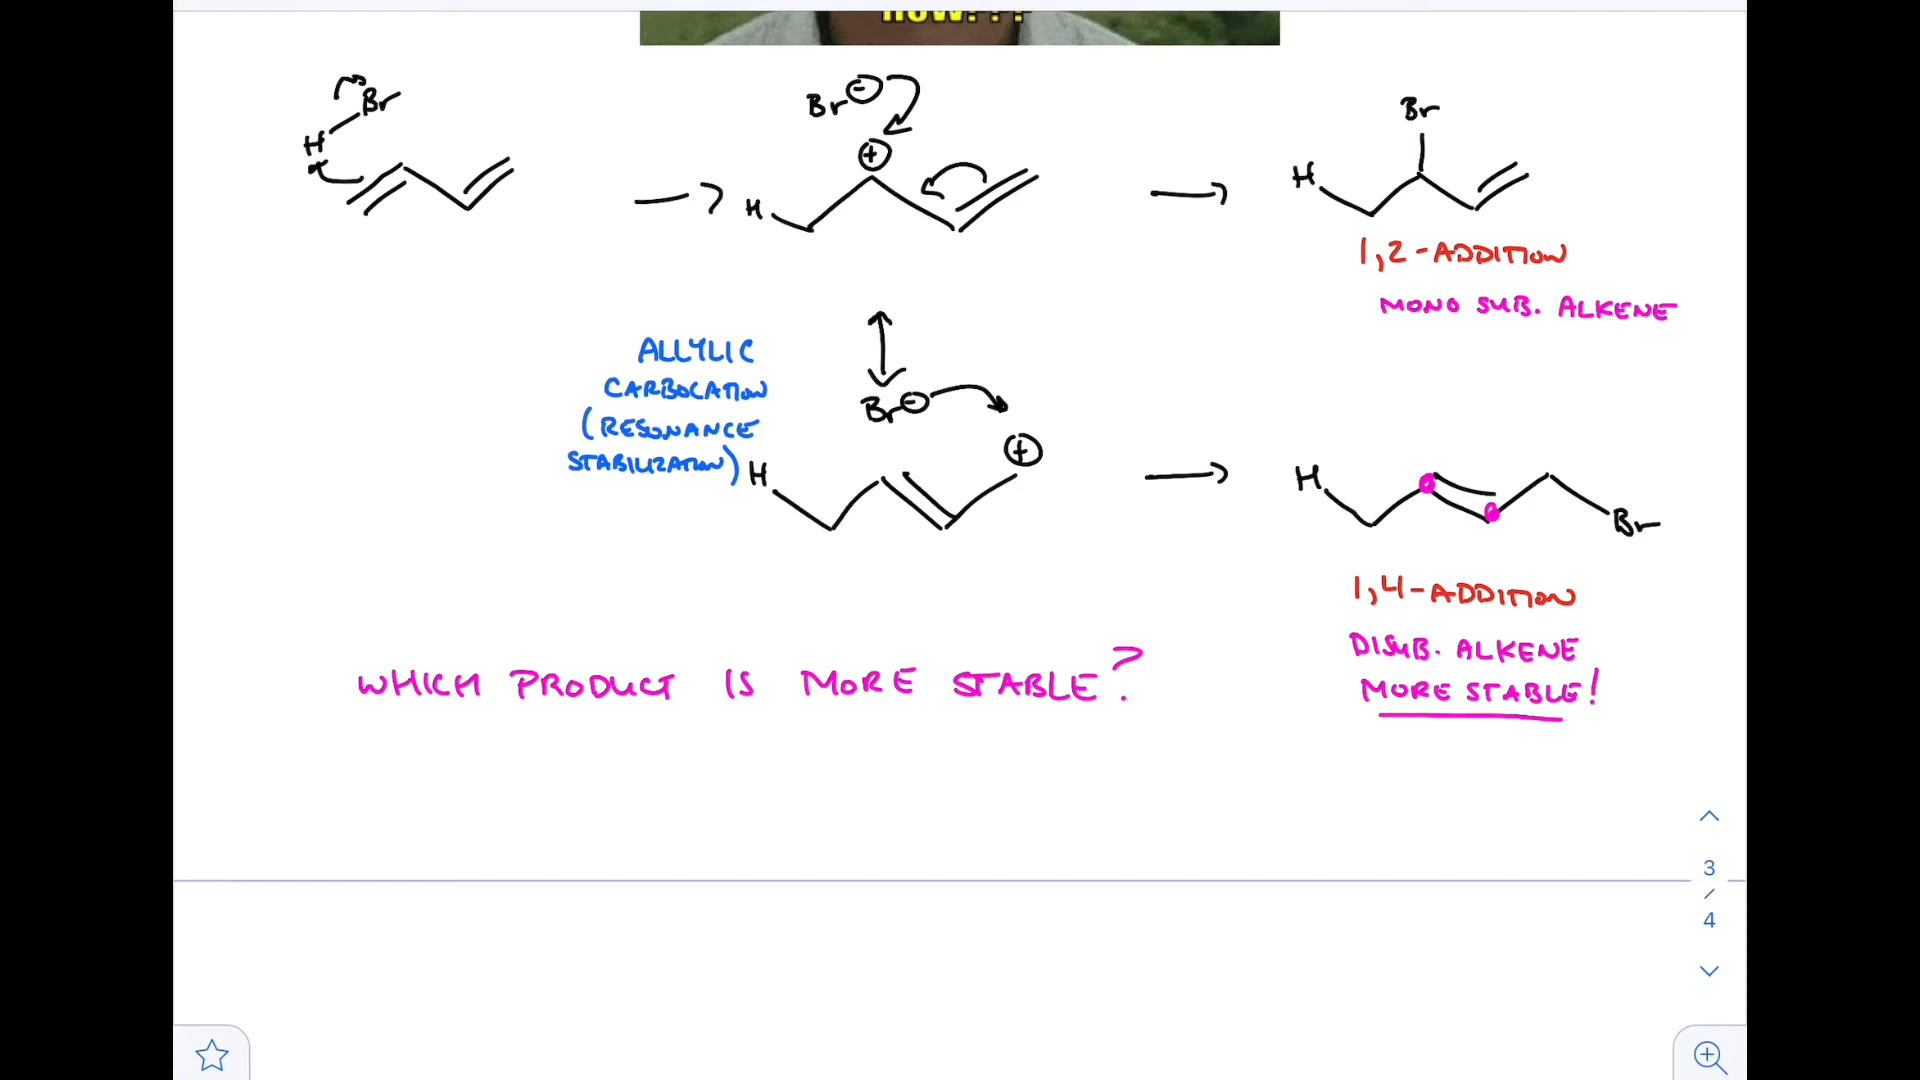 Br
H
Br
H
Br
H
1,2-ADDITION
MONO SUB. ALKENE
ALLYLIC
CARBOCATION
(RESONANCE
STABILIZATION)
Br
H
H
Br
1,4-ADDITION
DISUB. ALKENE
MORE STABLE!
WHICH PRODUCT IS MORE STABLE?
3
/
4